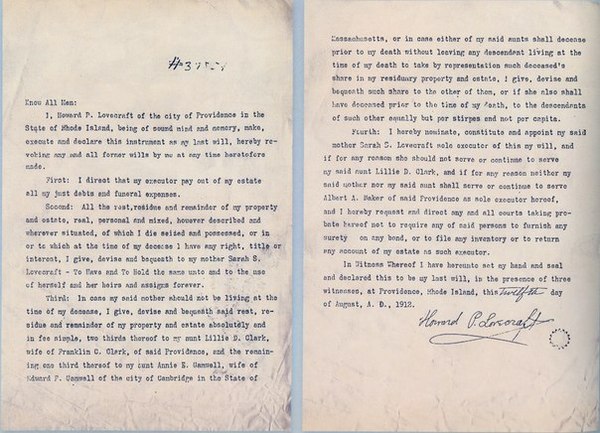 #37
Know All Men:
I, Howard P. Lovecraft of the city of Providence in the
State of Rhode Island, being of sound mind and memory, make,
execute and declare this instrument as my last will, hereby re-
voking any and all former wills by me at any time heretofore
made.
First: I direct that my executor pay out of my estate
all my just debts and funeral expenses.
Second: All the rest,residue and remainder of my property
and estate, real, personal and mixed, however described and
wherever situated, of which I die seized and possessed, or in
or to which at the time of my decease I have any right, title or
interest, I give, devise and bequeath to my mother Sarah S.
Lovecraft - To Have and To Hold the same unto and to the use
of herself and her heirs and assigns forever.
Third: In case my said mother should not be living at the
time of my decease, I give, devise and bequeath said rest, re-
sidue and remainder of my property and estate absolutely and
in fee simple, two thirds thereof to my aunt Lillie D. Clark,
wife of Franklin C. Clark, of said Providence, and the remain-
ing one third thereof to my aunt Annie E. Gamwell, wife of
Edward F. Gamwell of the city of Cambridge in the State of
Massachusetts, or in case either of my said aunts shall decease
prior to my death without leaving any descendant living at the
time of my death to take by representation such deceased's
share in my residuary property and estate, I give, devise and
bequeath such share to the other of them, or if she also shall
have deceased prior to the time of my death, to the descendants
of such other equally but per stirpes and not per capita.
Fourth: I hereby nominate, constitute and appoint my said
mother Sarah S. Lovecraft sole executor of this my will, and
if for any reason she should not serve or continue to serve
my said aunt Lillie D. Clark, and if for any reason neither my
said mother nor my said aunt shall serve or continue to serve
Albert A. Baker of said Providence as sole executor hereof,
and I hereby request and direct any and all courts taking pro-
bate hereof not to require any of said persons to furnish any
surety on any bond, or to file any inventory or to return
any account of my estate as such executor.
In Witness Whereof I have hereunto set my hand and seal
and declared this to be my last will, in the presence of three
witnesses, at Providence, Rhode Island, this twelfth day
of August, A. D., 1912.
Howard P. Lovecraft